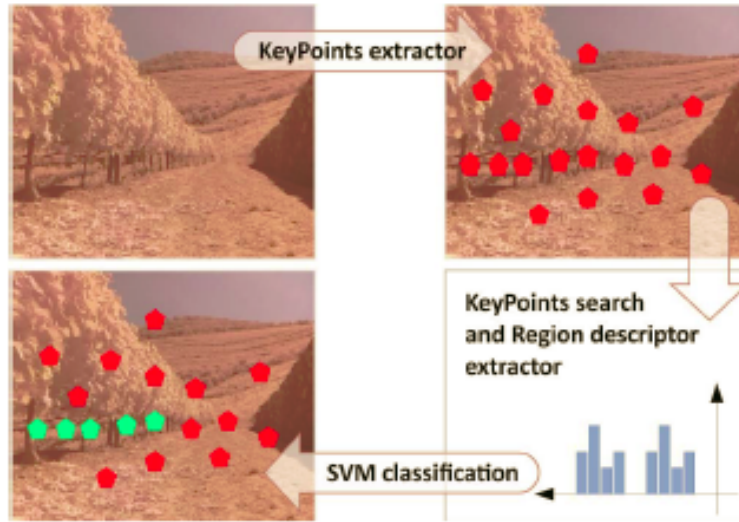 KeyPoints extractor
KeyPoints search
and Region descriptor
extractor
SVM classification